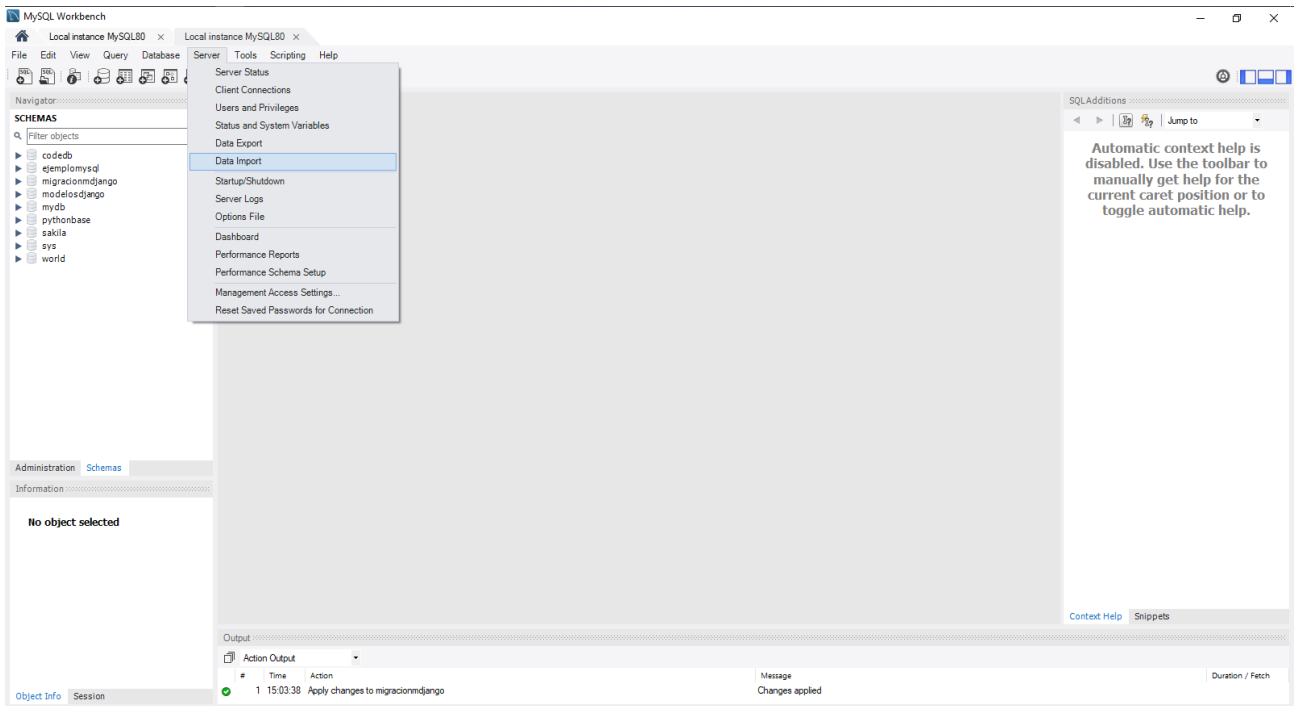 MySQL Workbench
Local instance MySQL80 × Local instance MySQL80 ×
File Edit View Query Database Server Tools Scripting Help
Navigator
SCHEMAS
Filter objects
codedb
ejemplomysql
migracionmdjango
modelosdjango
mydb
pythonbase
sakila
sys
world
Administration Schemas
Information
No object selected
Object Info Session
Server Status
Client Connections
Users and Privileges
Status and System Variables
Data Export
Data Import
Startup/Shutdown
Server Logs
Options File
Dashboard
Performance Reports
Performance Schema Setup
Management Access Settings...
Reset Saved Passwords for Connection
SQLAdditions
Jump to
Automatic context help is
disabled. Use the toolbar to
manually get help for the
current caret position or to
toggle automatic help.
Context Help Snippets
Output
Action Output
# Time Action Message Duration / Fetch
1 15:03:38 Apply changes to migracionmdjango Changes applied